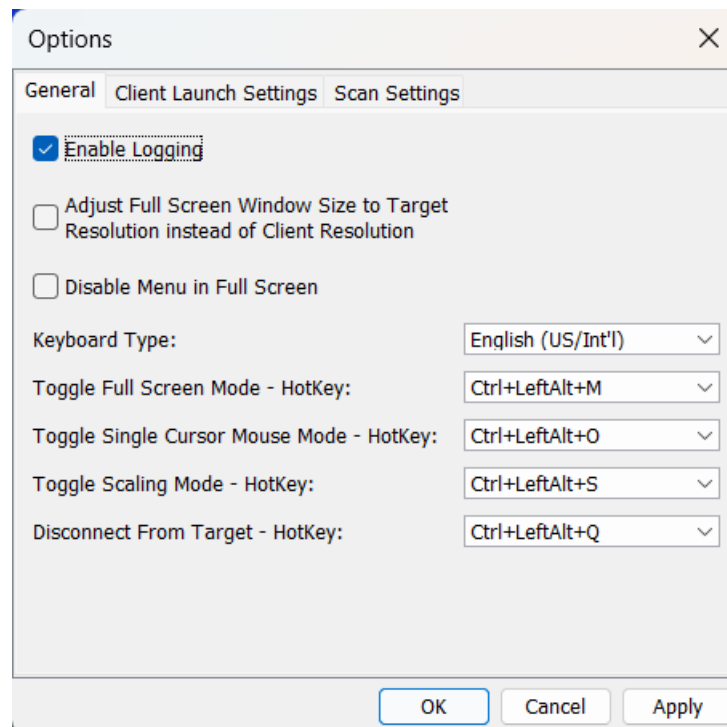 Options
General
Client Launch Settings
Scan Settings
Enable Logging
Adjust Full Screen Window Size to Target
Resolution instead of Client Resolution
Disable Menu in Full Screen
Keyboard Type: English (US/Int'l)
Toggle Full Screen Mode - HotKey: Ctrl+LeftAlt+M
Toggle Single Cursor Mouse Mode - HotKey: Ctrl+LeftAlt+O
Toggle Scaling Mode - HotKey: Ctrl+LeftAlt+S
Disconnect From Target - HotKey: Ctrl+LeftAlt+Q
OK
Cancel
Apply